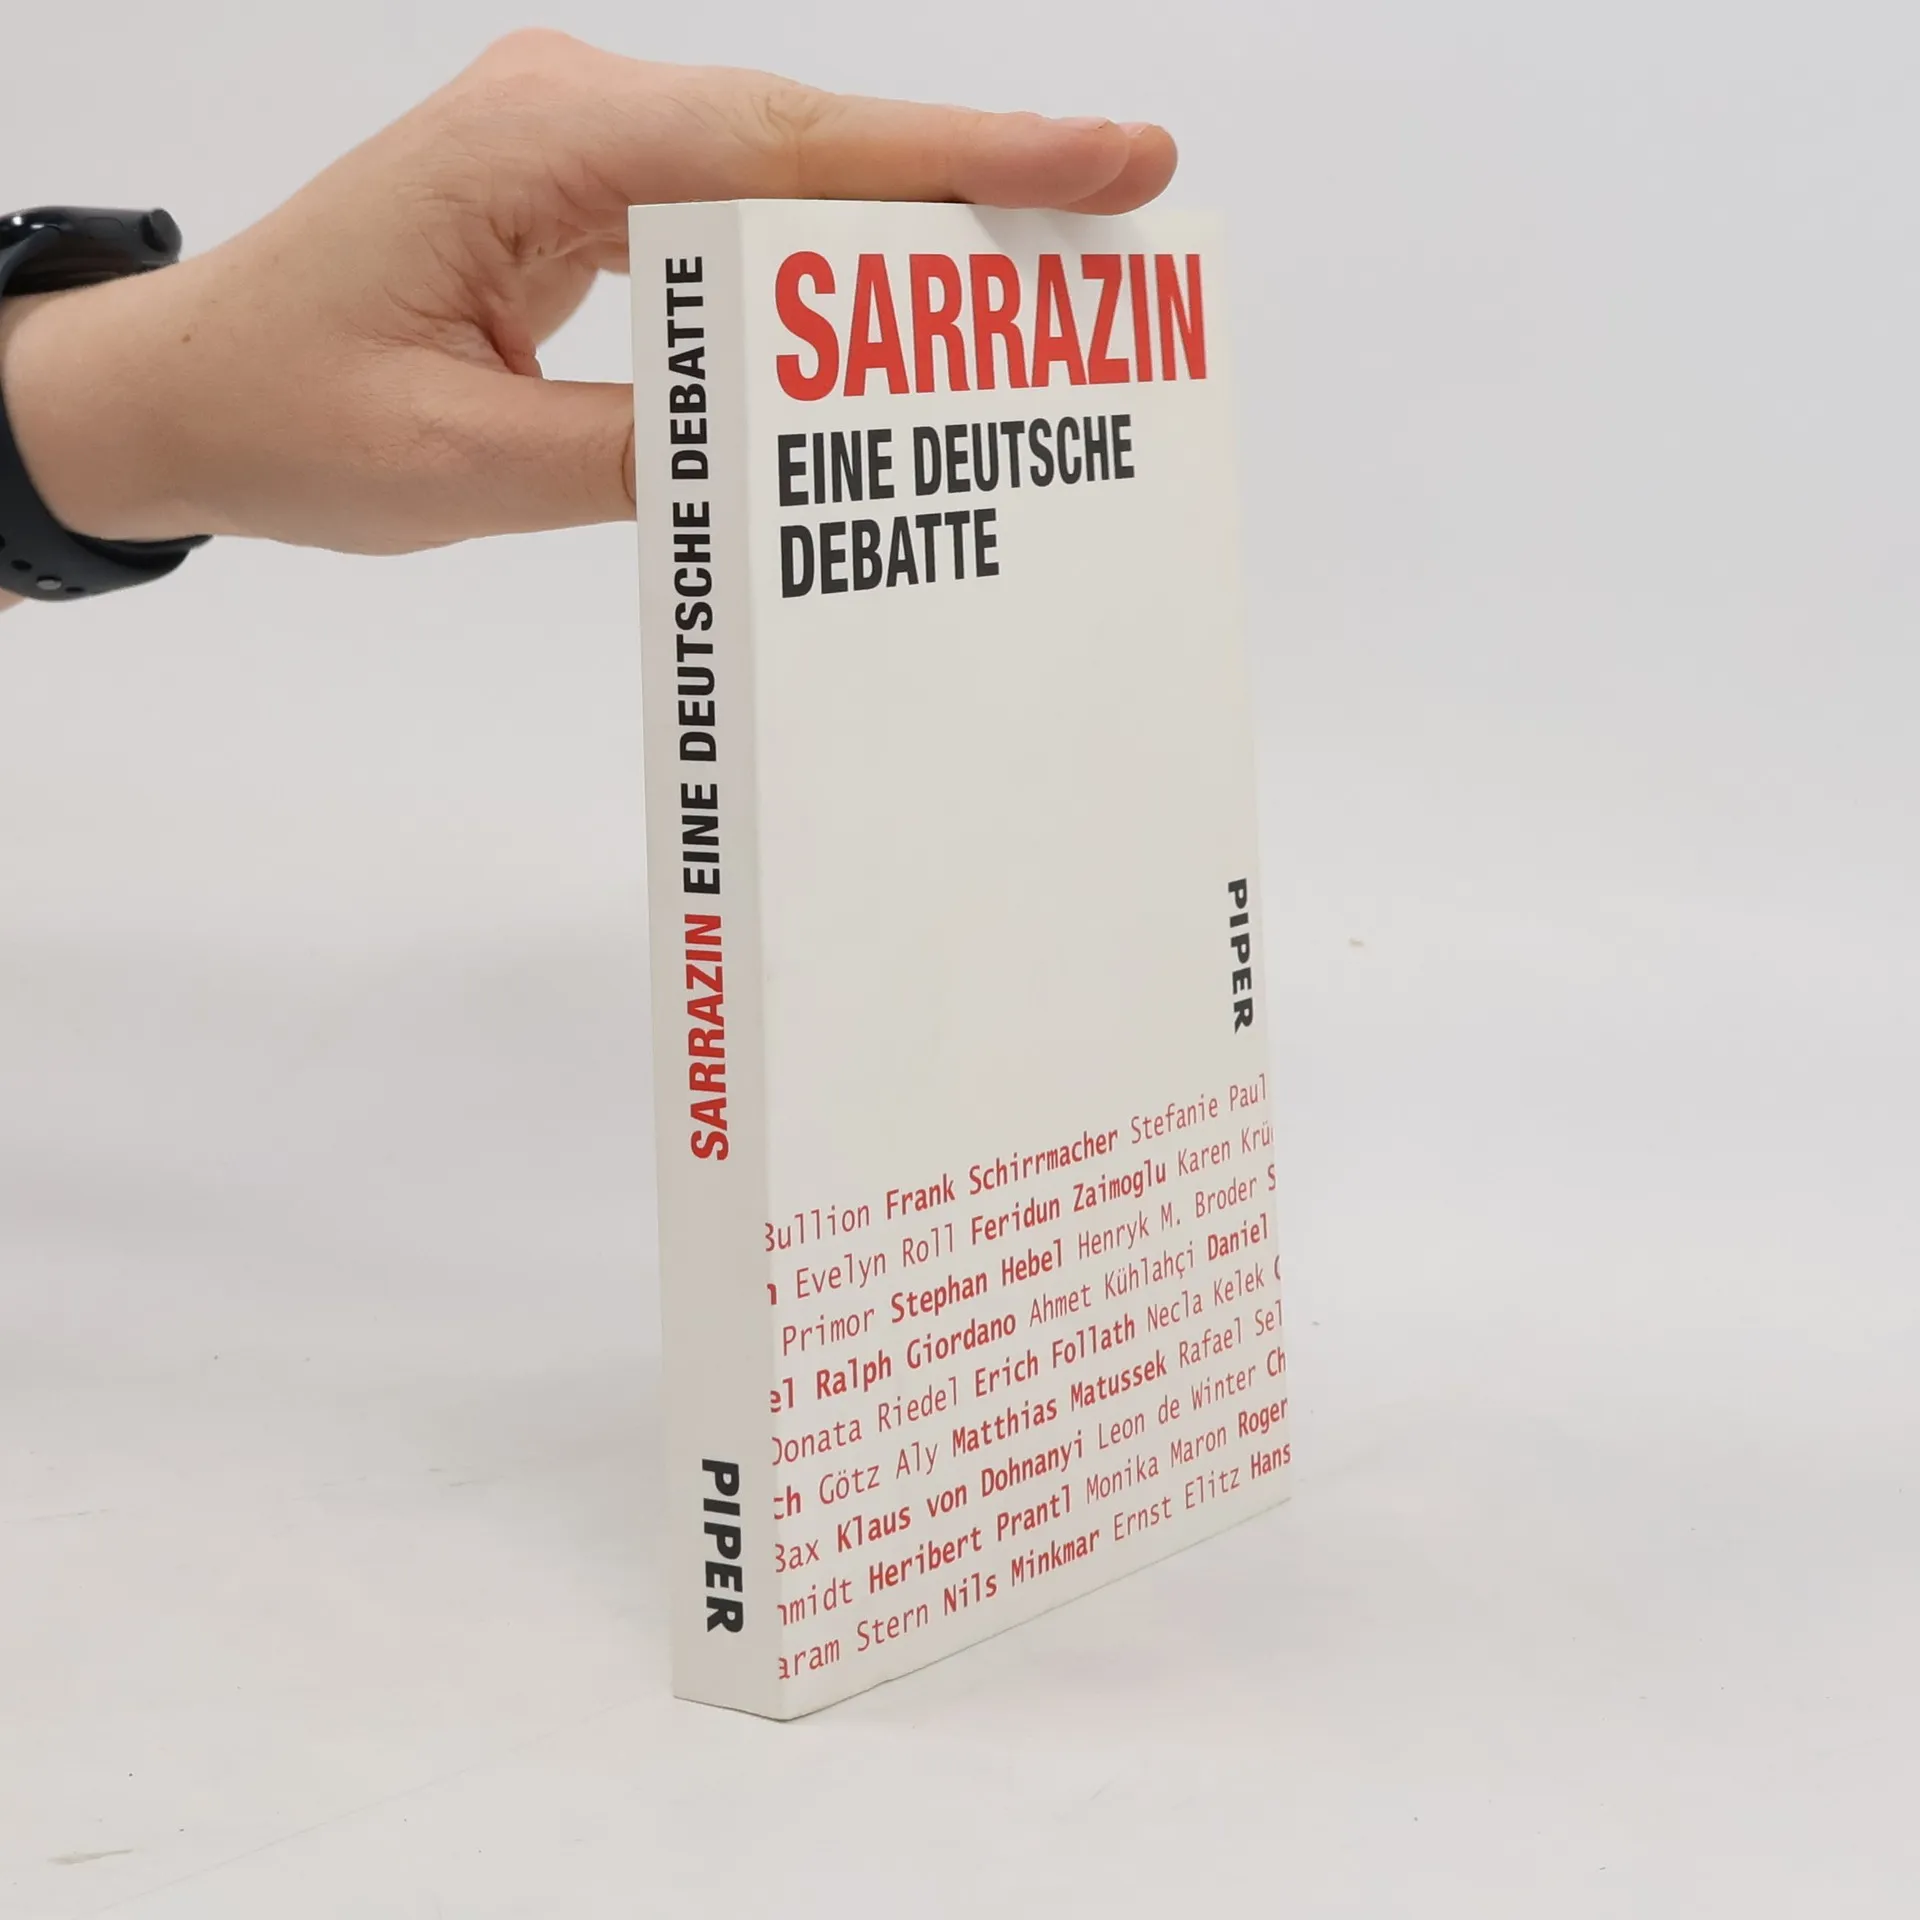 SARRAZIN EINE DEUTSCHE DEBATTE
PIPER
SARRAZIN
EINE DEUTSCHE
DEBATTE
PIPER
Bullion Frank Schirrmacher Stefanie Paul
Evelyn Roll Feridun Zaimoglu Karen
Primor Stephan Hebel Henryk M. Broder
Ralph Giordano Ahmet Kühlahçi Daniel
Donata Riedel Erich Follath Necla Kelek
Götz Aly Matthias Matussek Rafael
Bax Klaus von Dohnanyi Leon de Winter
Heribert Prantl Monika Maron Roger
Stern Nils Minkmar Ernst Elitz Hans